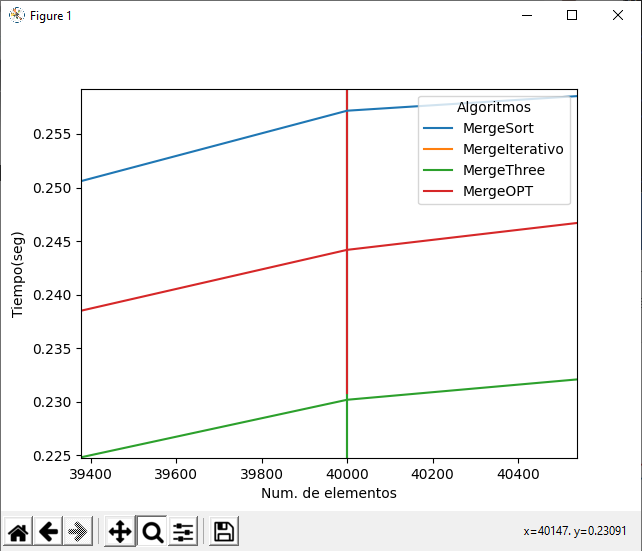 Figure 1
Algoritmos
MergeSort
MergeIterativo
MergeThree
MergeOPT
0.255
0.250
0.245
0.240
0.235
0.230
0.225
Tiempo(seg)
39400 39600 39800 40000 40200 40400
Num. de elementos
x=40147. y=0.23091